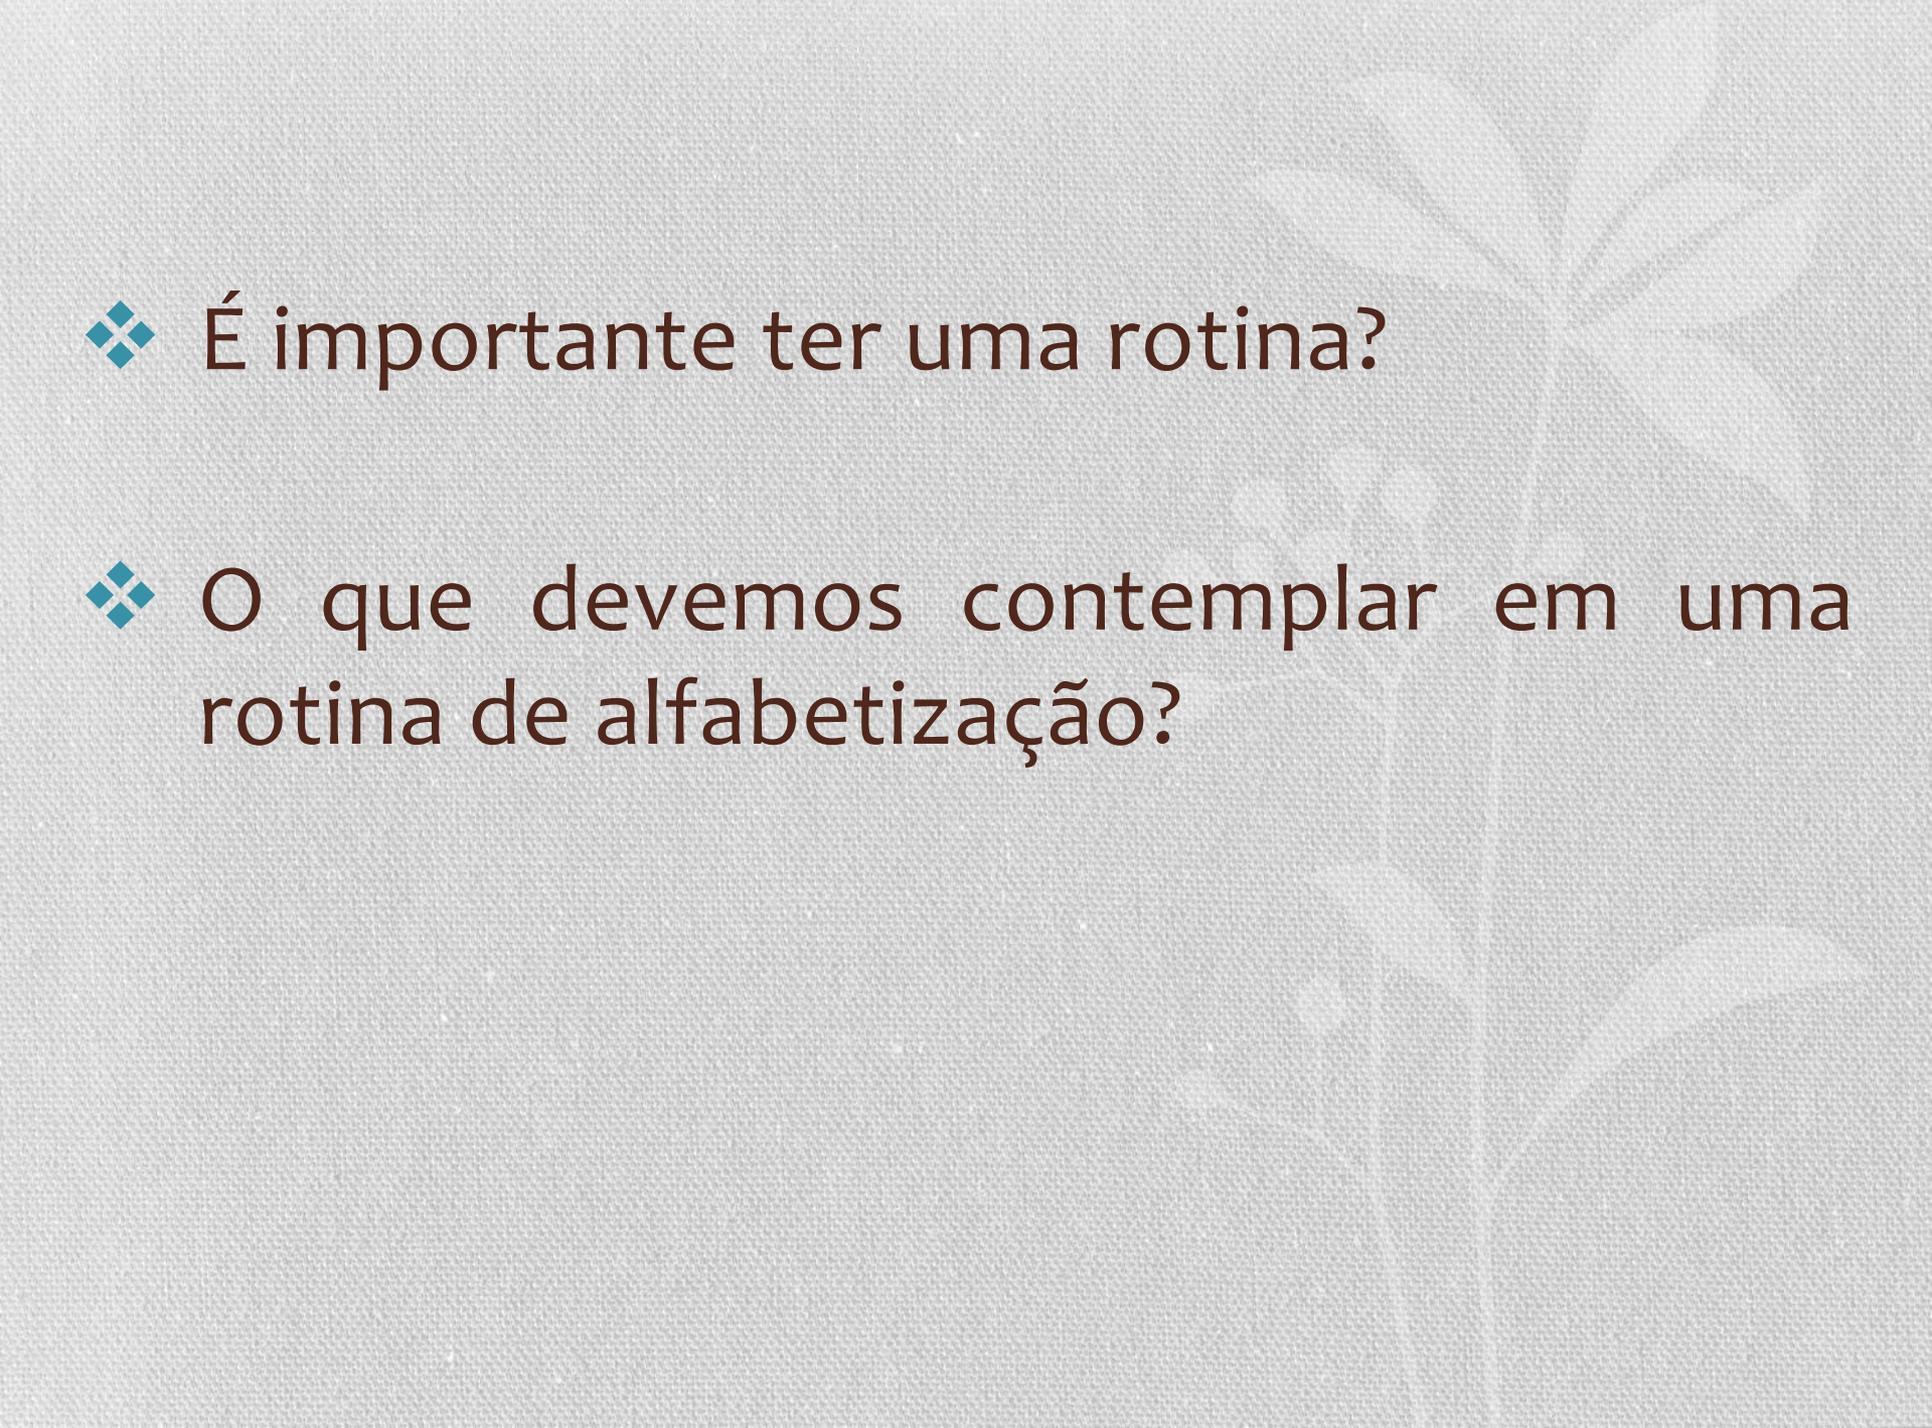 É importante ter uma rotina?
O que devemos contemplar em uma
rotina de alfabetização?